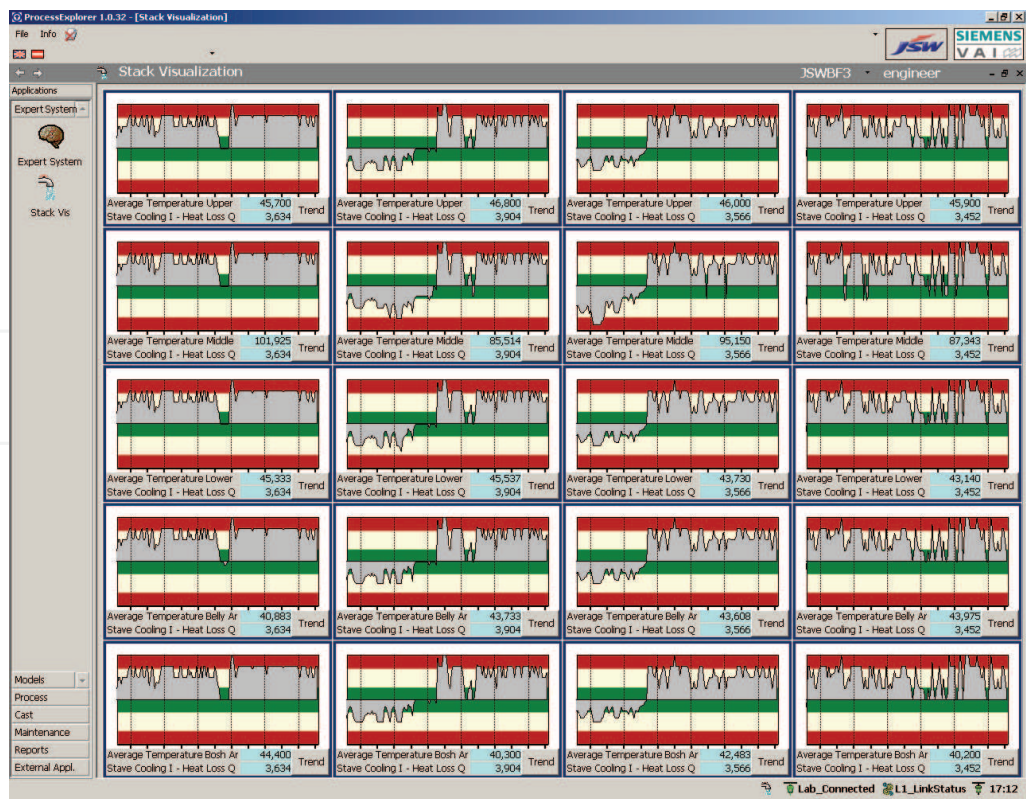 ProcessExplorer 1.0.32 - [Stack Visualization]
File Info
JSW
SIEMENS
VAI
Stack Visualization
JSWBF3 engineer
Applications
Expert System
Expert System
Stack Vis
Average Temperature Upper 45,700
Stave Cooling I - Heat Loss Q 3,634
Trend
Average Temperature Upper 46,800
Stave Cooling I - Heat Loss Q 3,904
Trend
Average Temperature Upper 46,000
Stave Cooling I - Heat Loss Q 3,566
Trend
Average Temperature Upper 45,900
Stave Cooling I - Heat Loss Q 3,452
Trend
Average Temperature Middle 101,925
Stave Cooling I - Heat Loss Q 3,634
Trend
Average Temperature Middle 85,514
Stave Cooling I - Heat Loss Q 3,904
Trend
Average Temperature Middle 95,150
Stave Cooling I - Heat Loss Q 3,566
Trend
Average Temperature Middle 87,343
Stave Cooling I - Heat Loss Q 3,452
Trend
Average Temperature Lower 45,333
Stave Cooling I - Heat Loss Q 3,634
Trend
Average Temperature Lower 45,537
Stave Cooling I - Heat Loss Q 3,904
Trend
Average Temperature Lower 43,730
Stave Cooling I - Heat Loss Q 3,566
Trend
Average Temperature Lower 43,140
Stave Cooling I - Heat Loss Q 3,452
Trend
Average Temperature Belly Ar 40,883
Stave Cooling I - Heat Loss Q 3,634
Trend
Average Temperature Belly Ar 43,733
Stave Cooling I - Heat Loss Q 3,904
Trend
Average Temperature Belly Ar 43,608
Stave Cooling I - Heat Loss Q 3,566
Trend
Average Temperature Belly Ar 43,975
Stave Cooling I - Heat Loss Q 3,452
Trend
Average Temperature Bosh Ar 44,400
Stave Cooling I - Heat Loss Q 3,634
Trend
Average Temperature Bosh Ar 40,300
Stave Cooling I - Heat Loss Q 3,904
Trend
Average Temperature Bosh Ar 42,483
Stave Cooling I - Heat Loss Q 3,566
Trend
Average Temperature Bosh Ar 40,200
Stave Cooling I - Heat Loss Q 3,452
Trend
Models
Process
Cast
Maintenance
Reports
External Appl.
Lab_Connected L1_LinkStatus 17:12